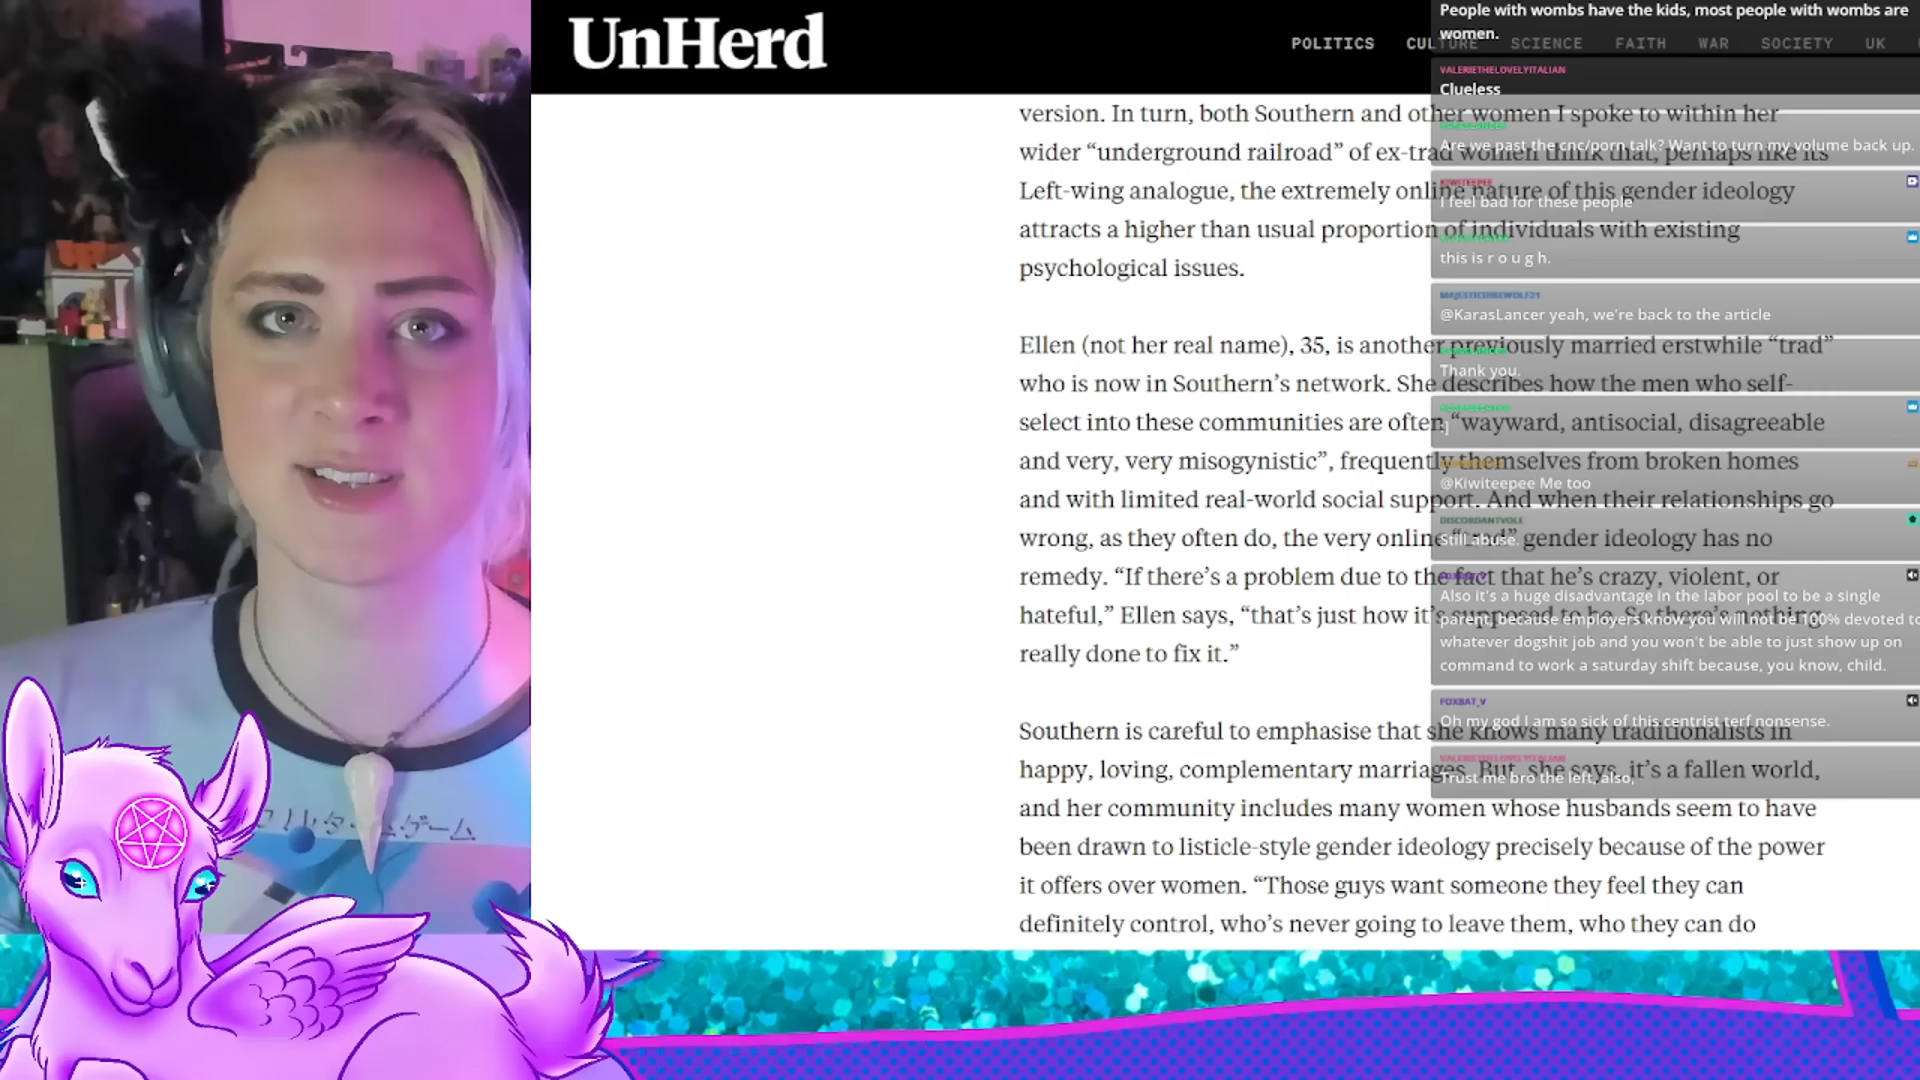 UnHerd
POLITICS CULTURE SCIENCE FAITH WAR SOCIETY UK
version. In turn, both Southern and other women I spoke to within her
wider “underground railroad” of ex-trad women think that, perhaps like its
Left-wing analogue, the extremely online nature of this gender ideology
attracts a higher than usual proportion of individuals with existing
psychological issues.
Ellen (not her real name), 35, is another previously married erstwhile “trad”
who is now in Southern’s network. She describes how the men who self-
select into these communities are often “wayward, antisocial, disagreeable
and very, very misogynistic”, frequently themselves from broken homes
and with limited real-world social support. And when their relationships go
wrong, as they often do, the very online “trad” gender ideology has no
remedy. “If there’s a problem due to the fact that he’s crazy, violent, or
hateful,” Ellen says, “that’s just how it’s supposed to be. So there’s nothing
really done to fix it.”
Southern is careful to emphasise that she knows many traditionalists in
happy, loving, complementary marriages. But, she says, it’s a fallen world,
and her community includes many women whose husbands seem to have
been drawn to listicle-style gender ideology precisely because of the power
it offers over women. “Those guys want someone they feel they can
definitely control, who’s never going to leave them, who they can do
People with wombs have the kids, most people with wombs are
women.
VALERIETHELOVELYITALIAN
Clueless
Are we past the cnc/porn talk? Want to turn my volume back up.
KIWITEEPEE
I feel bad for these people
this is r o u g h.
MAJESTICDIREWOLF21
@KarasLancer yeah, we're back to the article
Thank you.
@Kiwiteepee Me too
DISCORDANTVOLE
Still abuse.
FOXBAT_V
Also it's a huge disadvantage in the labor pool to be a single
parent, because employers know you will not be 100% devoted to
whatever dogshit job and you won't be able to just show up on
command to work a saturday shift because, you know, child.
FOXBAT_V
Oh my god I am so sick of this centrist terf nonsense.
VALERIETHELOVELYITALIAN
Trust me bro the left, also,